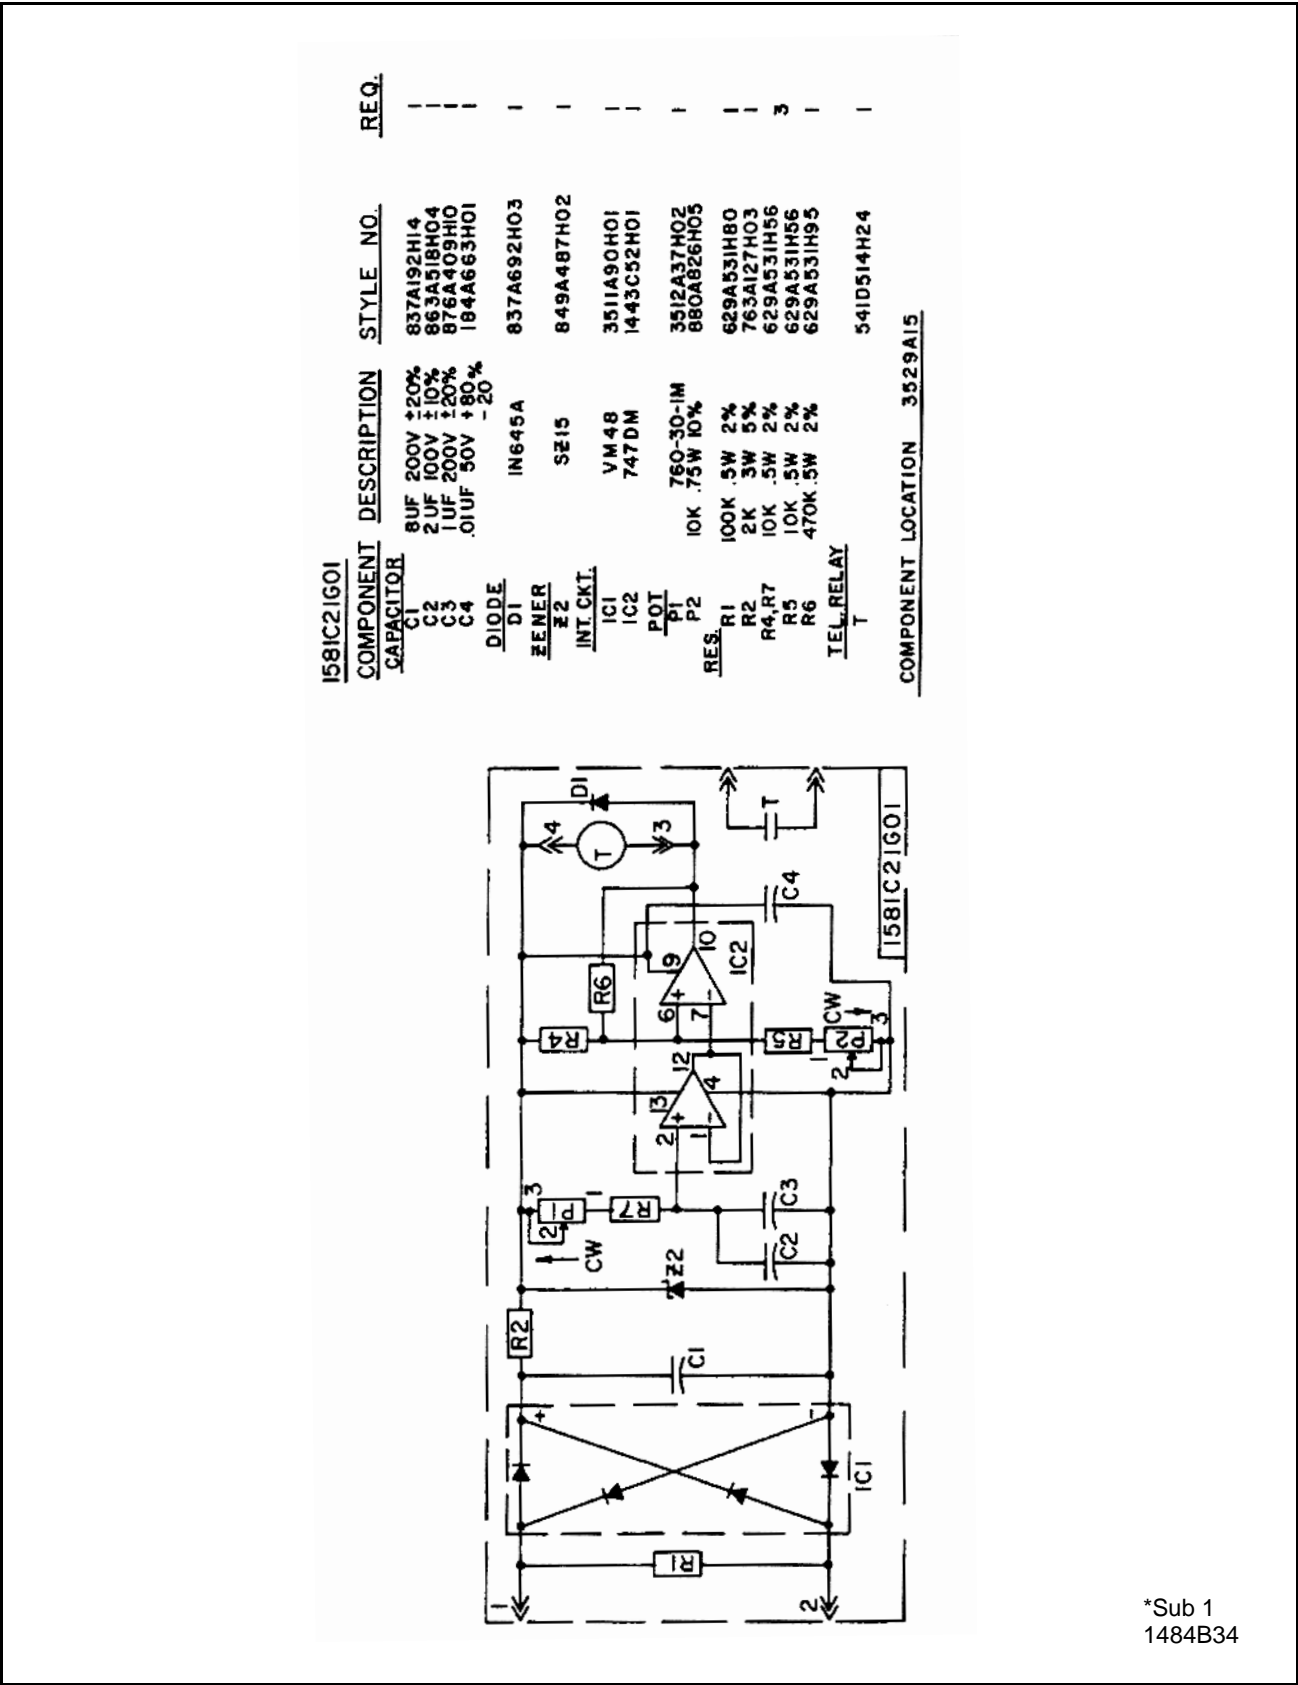 1581C21G01
COMPONENT DESCRIPTION STYLE NO. REQ.
CAPACITOR
C1 8UF 200V ±20% 837A192H14 1
C2 2UF 100V ±10% 863A518H04 1
C3 1UF 200V ±20% 876A409H10 1
C4 .01UF 50V +80% 184A663H01 1
-20
DIODE
D1 1N645A 837A692H03 1
ZENER
Z2 SZ15 849A487H02 1
INT. CKT.
IC1 VM48 3511A90H01 1
IC2 747DM 1443C52H01 1
POT
P1 760-30-1M 3512A37H02 1
P2 10K .75W 10% 880A826H05
RES.
R1 100K .5W 2% 629A531H80 1
R2 2K 3W 5% 763A127H03 1
R4,R7 10K .5W 2% 629A531H56 3
R5 10K .5W 2% 629A531H56
R6 470K .5W 2% 629A531H95 1
TEL. RELAY
T 541D514H24 1
COMPONENT LOCATION 3529A15
1
2
R1
IC1
+
-
C1
R2
Z2
CW
P1
3
2
1
R7
C2
C3
2
1
+
-
13
12
4
R4
R6
6
7
+
-
9
10
IC2
R5
1
P2
2
3
CW
C4
4
T
3
D1
T
1581C21G01
*Sub 1
1484B34